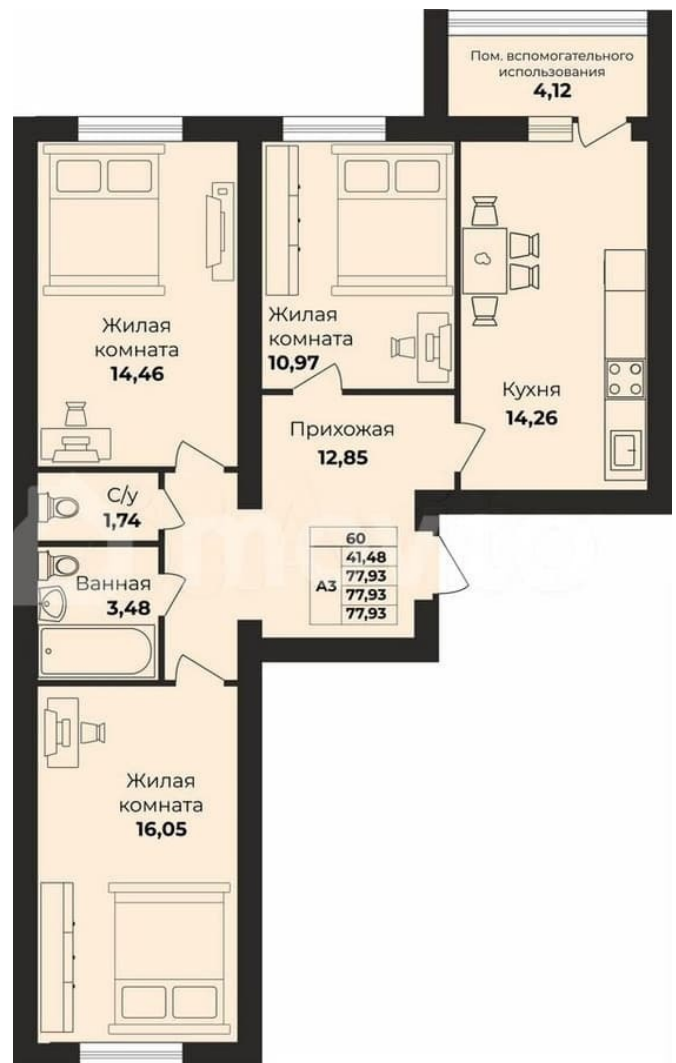 Пом. вспомогательного
использования
4,12
Жилая
комната
14,46
Жилая
комната
10,97
Кухня
14,26
Прихожая
12,85
С/у
1,74
60
41,48
А3
77,93
77,93
77,93
Ванная
3,48
Жилая
комната
16,05